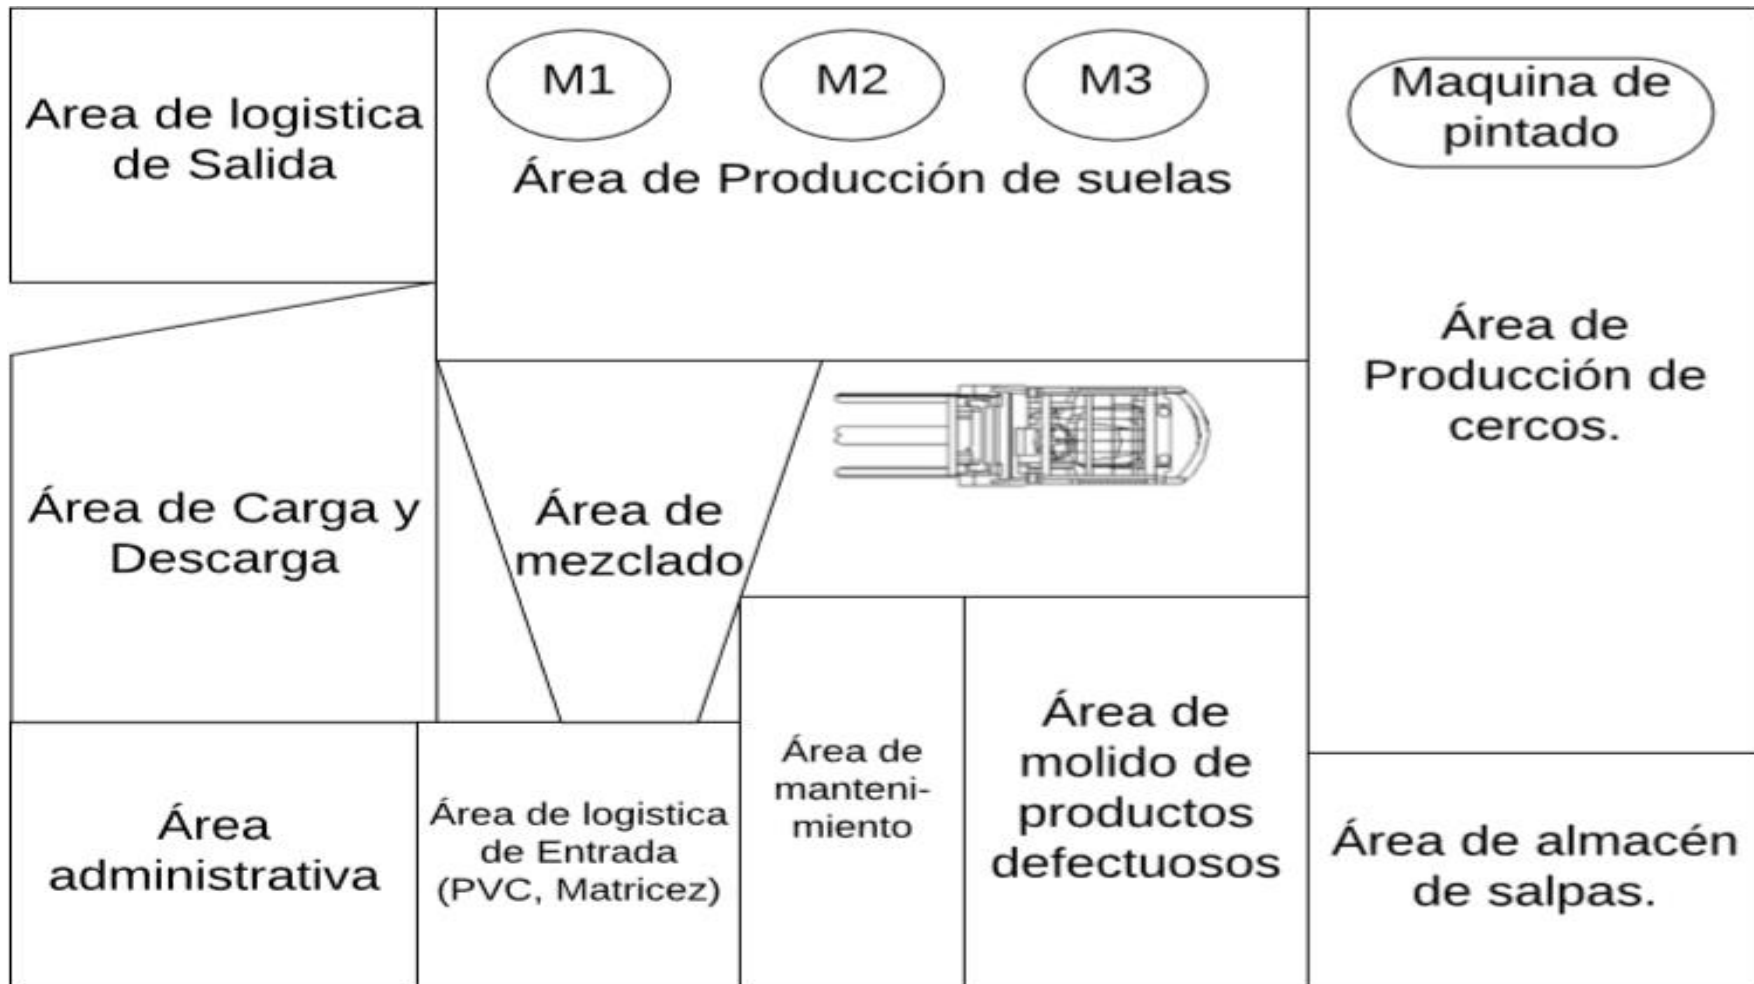 Area de logistica
de Salida
M1
M2
M3
Área de Producción de suelas
Maquina de
pintado
Área de
Producción de
cercos.
Área de Carga y
Descarga
Área de
mezclado
Área
administrativa
Área de logistica
de Entrada
(PVC, Matricez)
Área de
manteni-
miento
Área de
molido de
productos
defectuosos
Área de almacén
de salpas.